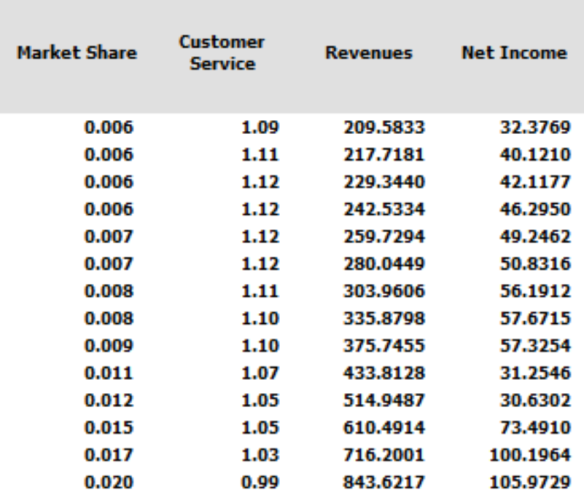 Market Share Customer Service Revenues Net Income
0.006 1.09 209.5833 32.3769
0.006 1.11 217.7181 40.1210
0.006 1.12 229.3440 42.1177
0.006 1.12 242.5334 46.2950
0.007 1.12 259.7294 49.2462
0.007 1.12 280.0449 50.8316
0.008 1.11 303.9606 56.1912
0.008 1.10 335.8798 57.6715
0.009 1.10 375.7455 57.3254
0.011 1.07 433.8128 31.2546
0.012 1.05 514.9487 30.6302
0.015 1.05 610.4914 73.4910
0.017 1.03 716.2001 100.1964
0.020 0.99 843.6217 105.9729